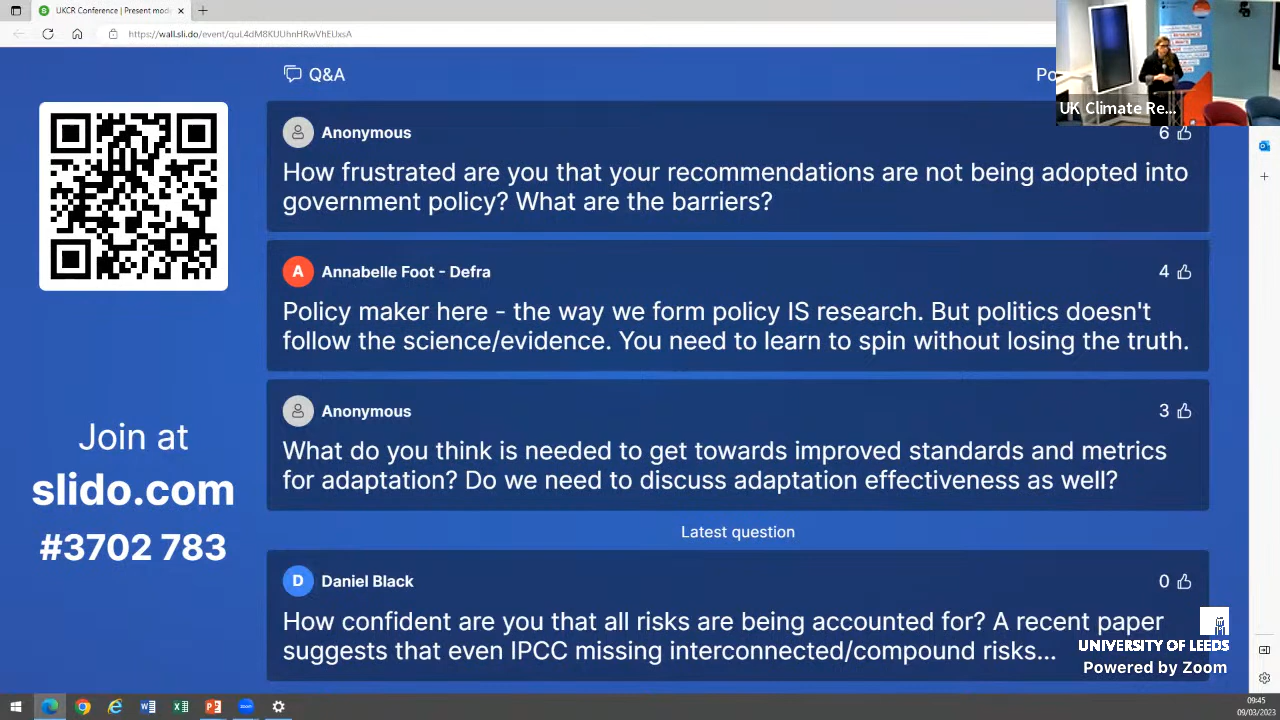 UKCR Conference | Present mod
https://wall.sli.do/event/
Q&A
Po
UK Climate Re...
Anonymous
6
How frustrated are you that your recommendations are not being adopted into
government policy? What are the barriers?
A
Annabelle Foot - Defra
4
Policy maker here - the way we form policy IS research. But politics doesn't
follow the science/evidence. You need to learn to spin without losing the truth.
Anonymous
3
What do you think is needed to get towards improved standards and metrics
for adaptation? Do we need to discuss adaptation effectiveness as well?
Join at
slido.com
#3702 783
Latest question
D
Daniel Black
0
How confident are you that all risks are being accounted for? A recent paper
suggests that even IPCC missing interconnected/compound risks...
UNIVERSITY OF LEEDS
Powered by Zoom
09:45
09/03/2023